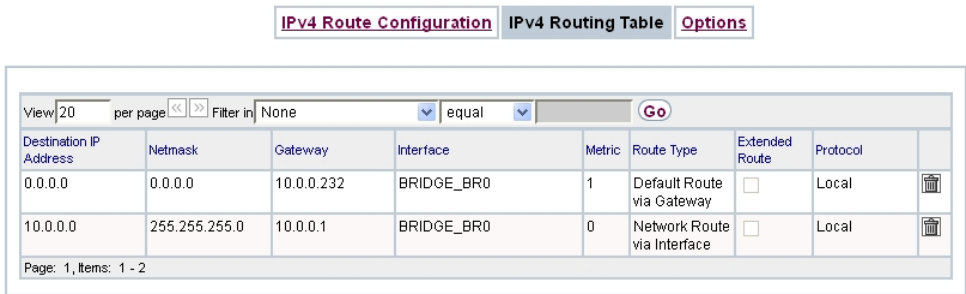 IPv4 Route Configuration IPv4 Routing Table Options
View 20 per page << >> Filter in None equal Go
Destination IP Address Netmask Gateway Interface Metric Route Type Extended Route Protocol
0.0.0.0 0.0.0.0 10.0.0.232 BRIDGE_BR0 1 Default Route via Gateway Local
10.0.0.0 255.255.255.0 10.0.0.1 BRIDGE_BR0 0 Network Route via Interface Local
Page: 1, Items: 1 - 2